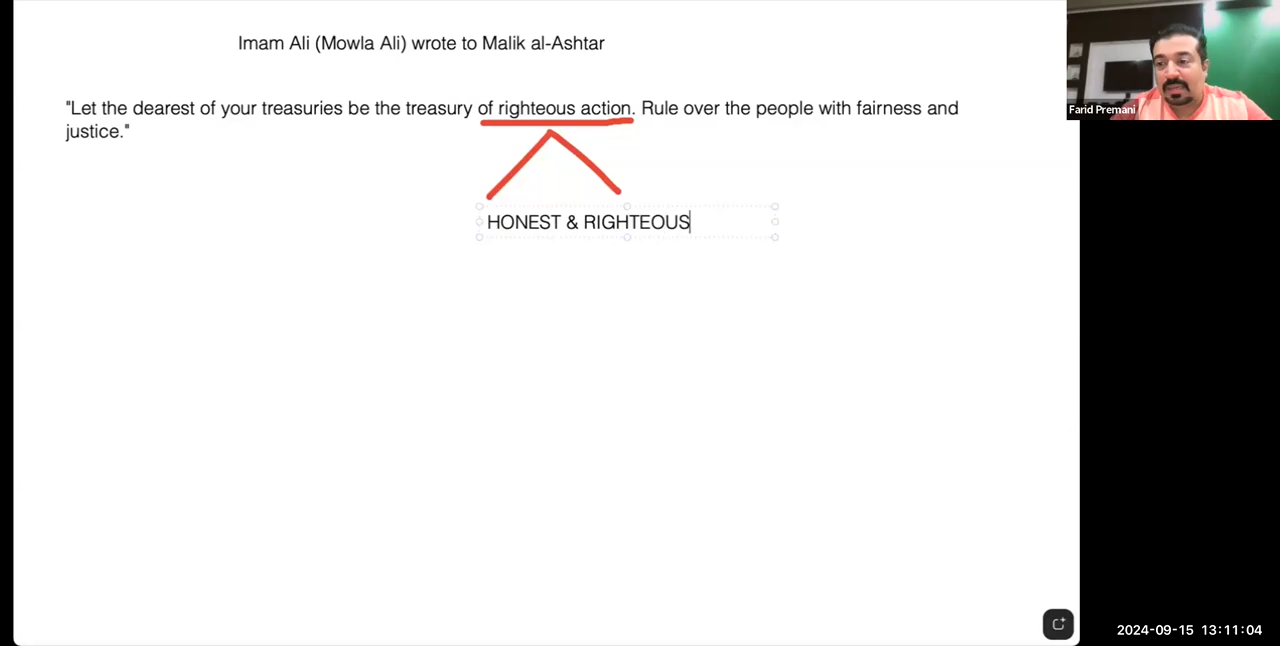 Imam Ali (Mowla Ali) wrote to Malik al-Ashtar
"Let the dearest of your treasuries be the treasury of righteous action. Rule over the people with fairness and
justice."
HONEST & RIGHTEOUS
Farid Premani
2024-09-15 13:11:04